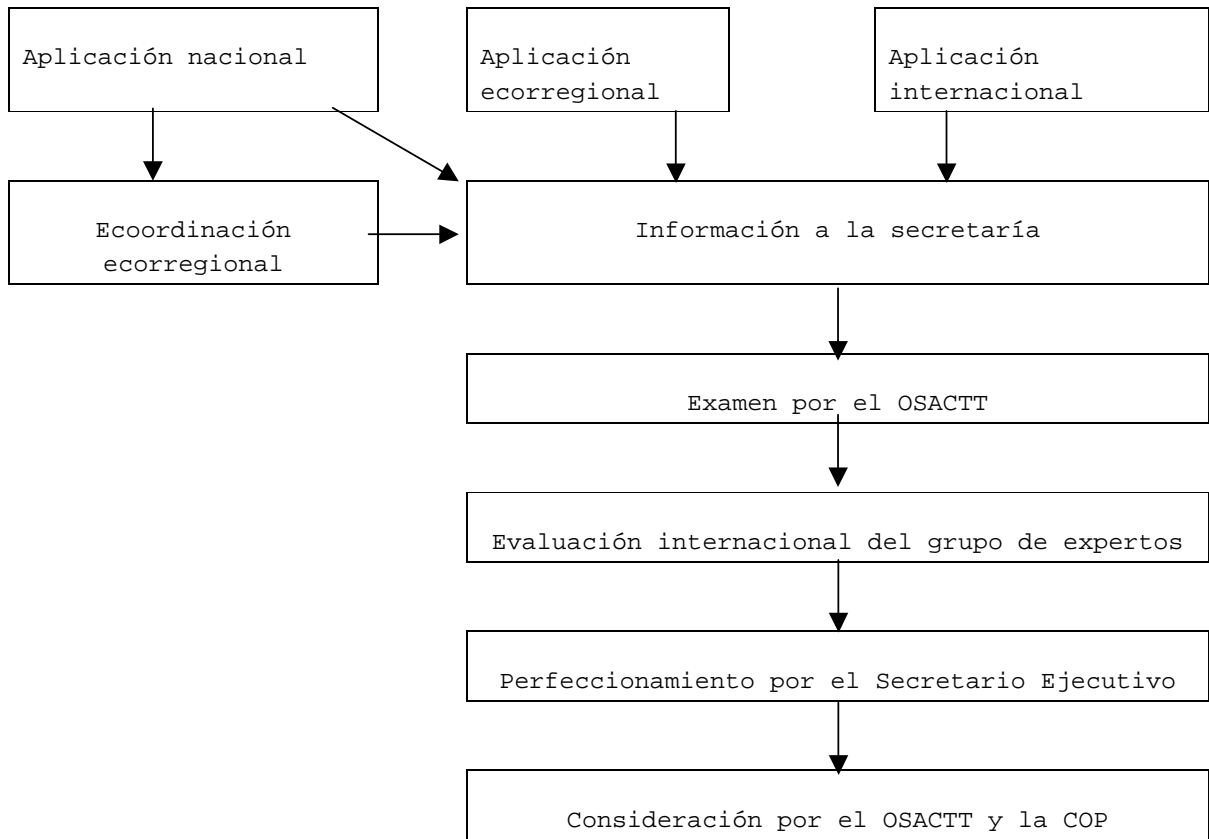 Aplicación nacional
Aplicación
ecorregional
Aplicación
internacional
Ecoordinación
ecorregional
Información a la secretaría
Examen por el OSACTT
Evaluación internacional del grupo de expertos
Perfeccionamiento por el Secretario Ejecutivo
Consideración por el OSACTT y la COP